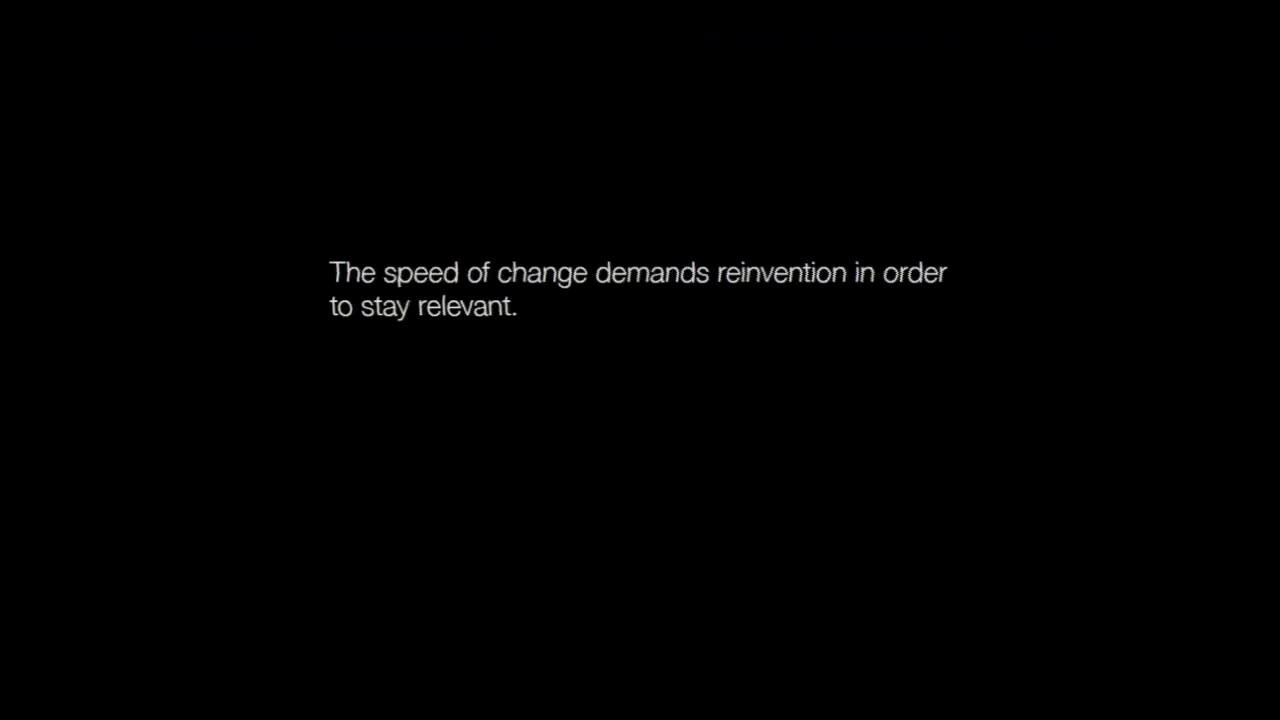 The speed of change demands reinvention in order
to stay relevant.